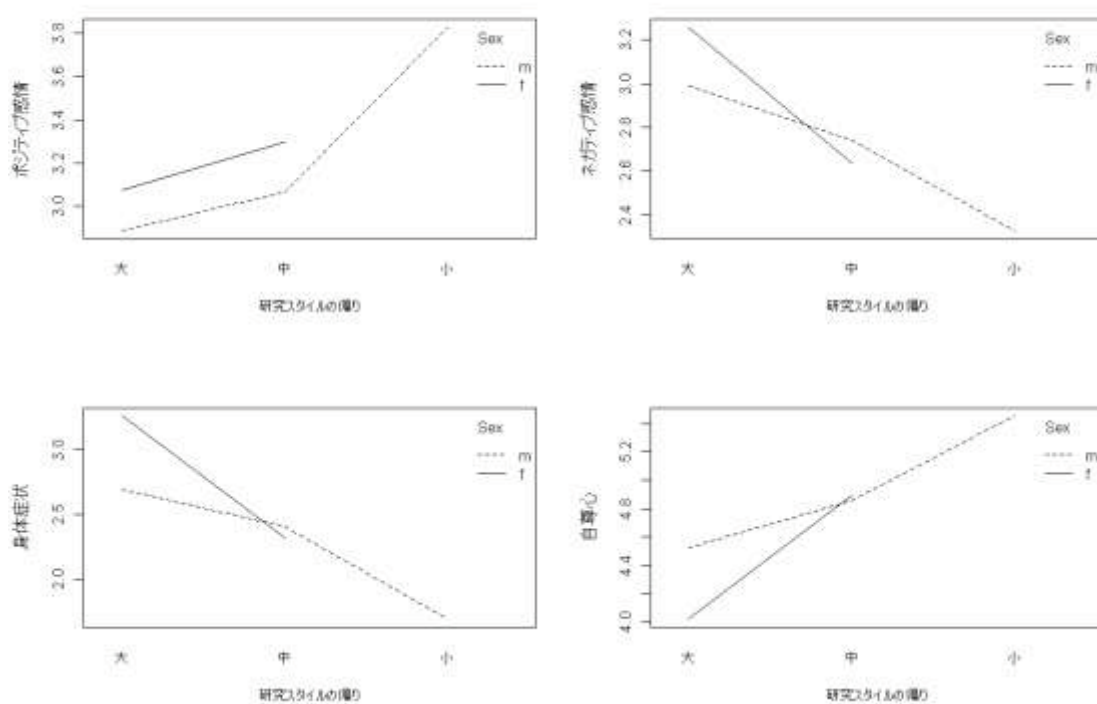 ポジティブ感情
3.0
3.2
3.4
3.6
3.8
Sex
m
f
大
中
小
研究スタイルの偏り
ネガティブ感情
2.4
2.6
2.8
3.0
3.2
Sex
m
f
大
中
小
研究スタイルの偏り
身体症状
2.0
2.5
3.0
Sex
m
f
大
中
小
研究スタイルの偏り
自尊心
4.0
4.4
4.8
5.2
Sex
m
f
大
中
小
研究スタイルの偏り